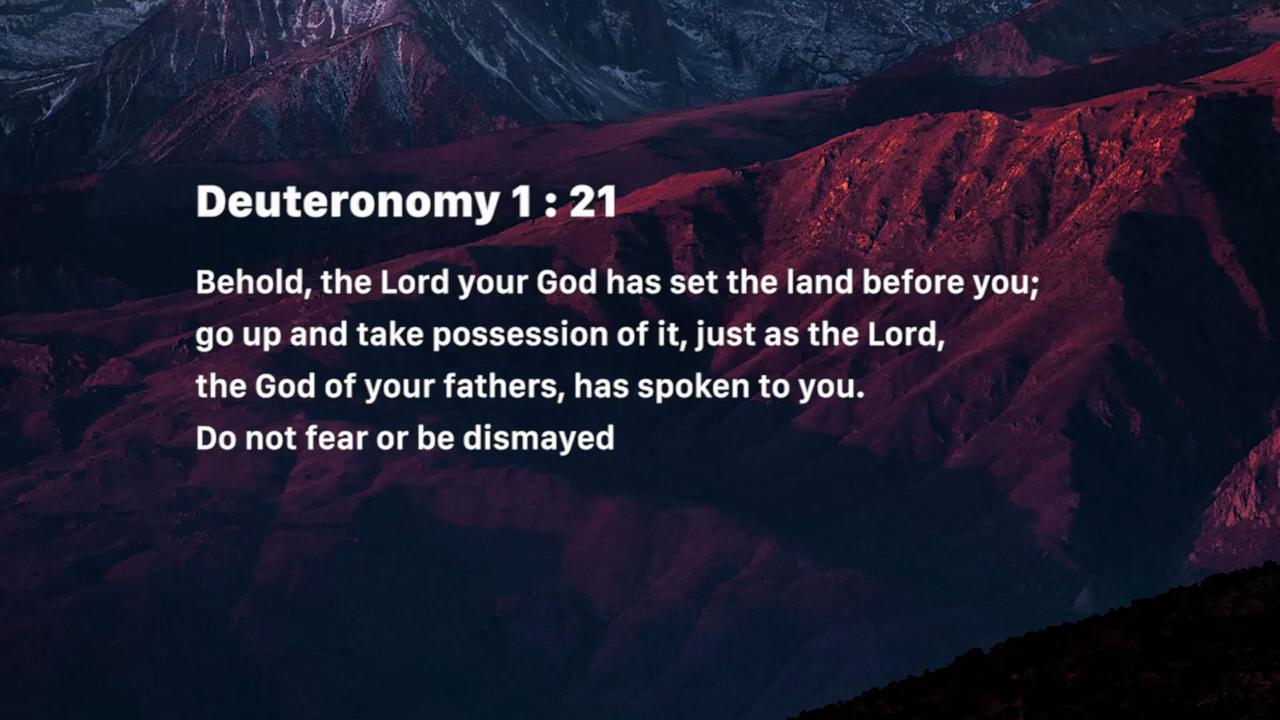 Deuteronomy 1 : 21
Behold, the Lord your God has set the land before you;
go up and take possession of it, just as the Lord,
the God of your fathers, has spoken to you.
Do not fear or be dismayed